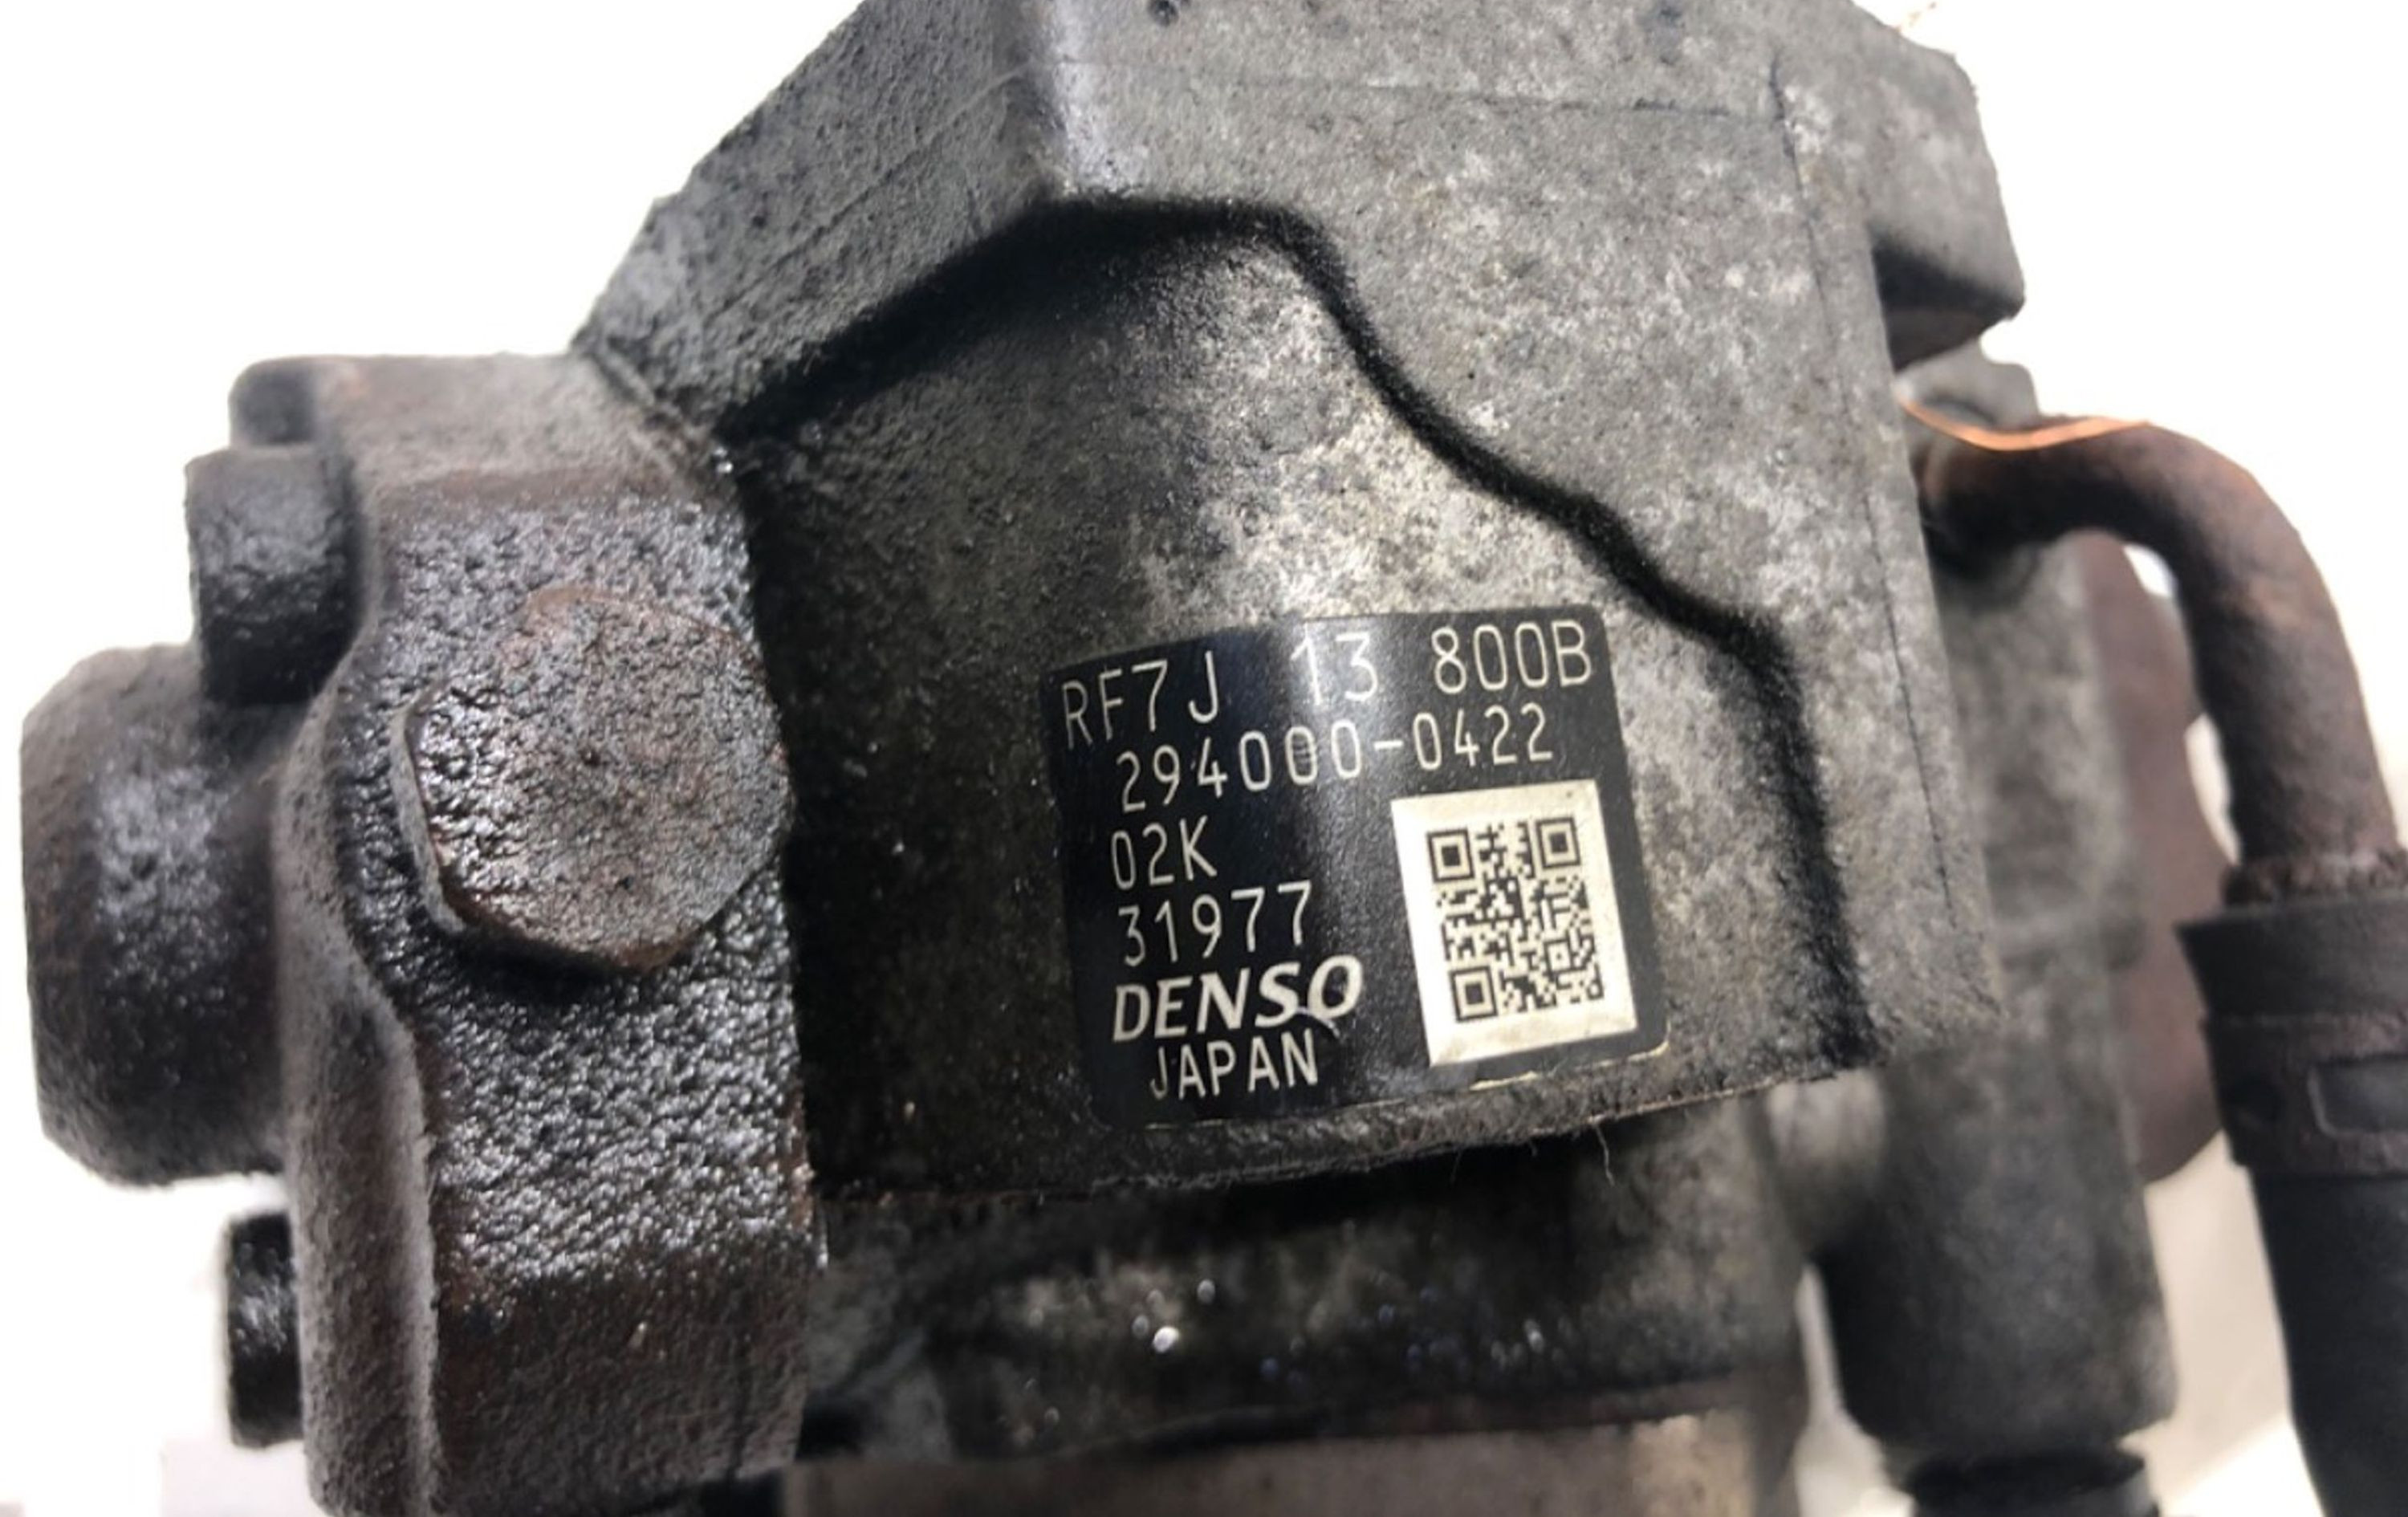 RF7J 13 800B
294000-0422
02K
31977
DENSO
JAPAN